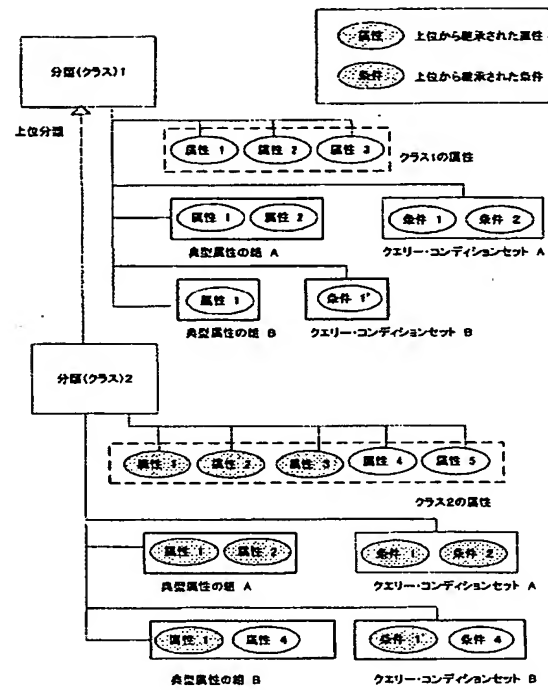 属性 上位から継承された属性
条件 上位から継承された条件
分類(クラス)1
上位分類
属性 1 属性 2 属性 3
クラス1の属性
属性 1 属性 2
典型属性の組 A
条件 1 条件 2
クエリー・コンディションセット A
属性 1
典型属性の組 B
条件 1'
クエリー・コンディションセット B
分類(クラス)2
属性 1 属性 2 属性 3 属性 4 属性 5
クラス2の属性
属性 1 属性 2
典型属性の組 A
条件 1 条件 2
クエリー・コンディションセット A
属性 1 属性 4
典型属性の組 B
条件 1' 条件 4
クエリー・コンディションセット B